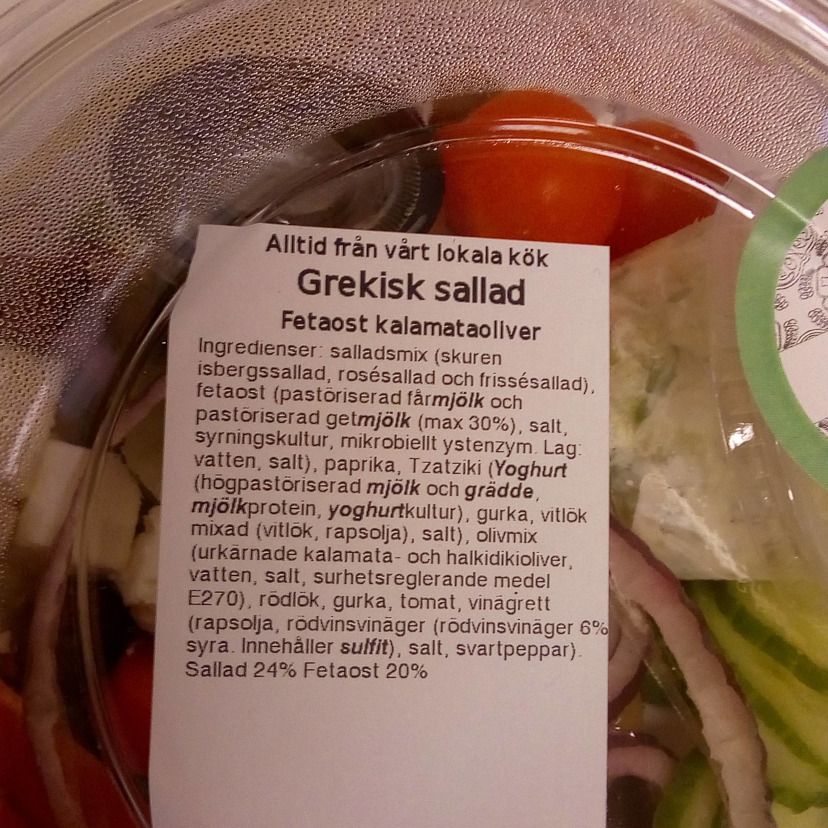 Alltid från vårt lokala kök
Grekisk sallad
Fetaost kalamataoliver
Ingredienser: salladsmix (skuren
isbergssallad, rosésallad och frissésallad),
fetaost (pastöriserad fårmjölk och
pastöriserad getmjölk (max 30%), salt,
syrningskultur, mikrobiellt ystenzym. Lag:
vatten, salt), paprika, Tzatziki (Yoghurt
(högpastöriserad mjölk och grädde,
mjölkprotein, yoghurtkultur), gurka, vitlök
mixad (vitlök, rapsolja), salt), olivmix
(urkärnade kalamata- och halkidikioliver,
vatten, salt, surhetsreglerande medel
E270), rödlök, gurka, tomat, vinägrett
(rapsolja, rödvinsvinäger (rödvinsvinäger 6%
syra. Innehåller sulfit), salt, svartpeppar).
Sallad 24% Fetaost 20%